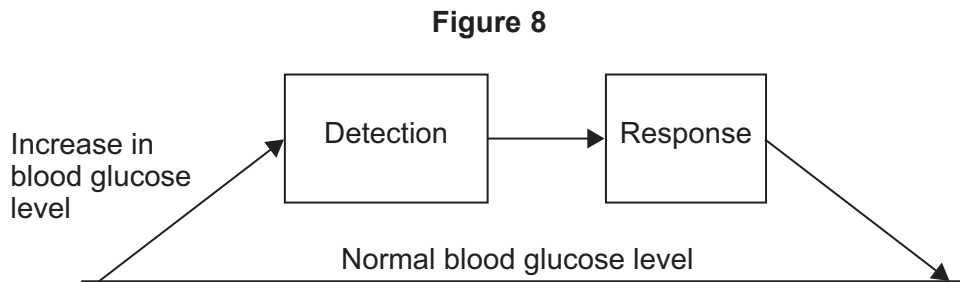 Figure 8
Detection
Response
Increase in
blood glucose
level
Normal blood glucose level